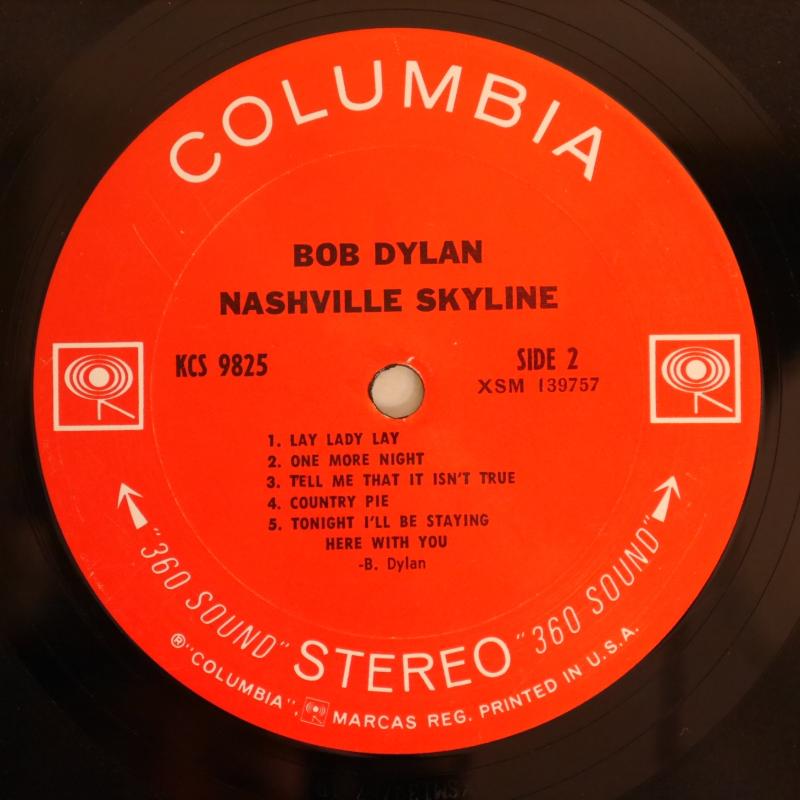 COLUMBIA
BOB DYLAN
NASHVILLE SKYLINE
KCS 9825
SIDE 2
XSM 139757
1. LAY LADY LAY
2. ONE MORE NIGHT
3. TELL ME THAT IT ISN'T TRUE
4. COUNTRY PIE
5. TONIGHT I'LL BE STAYING
HERE WITH YOU
-B. Dylan
"360 SOUND" STEREO "360 SOUND"
®"COLUMBIA", MARCAS REG. PRINTED IN U.S.A.